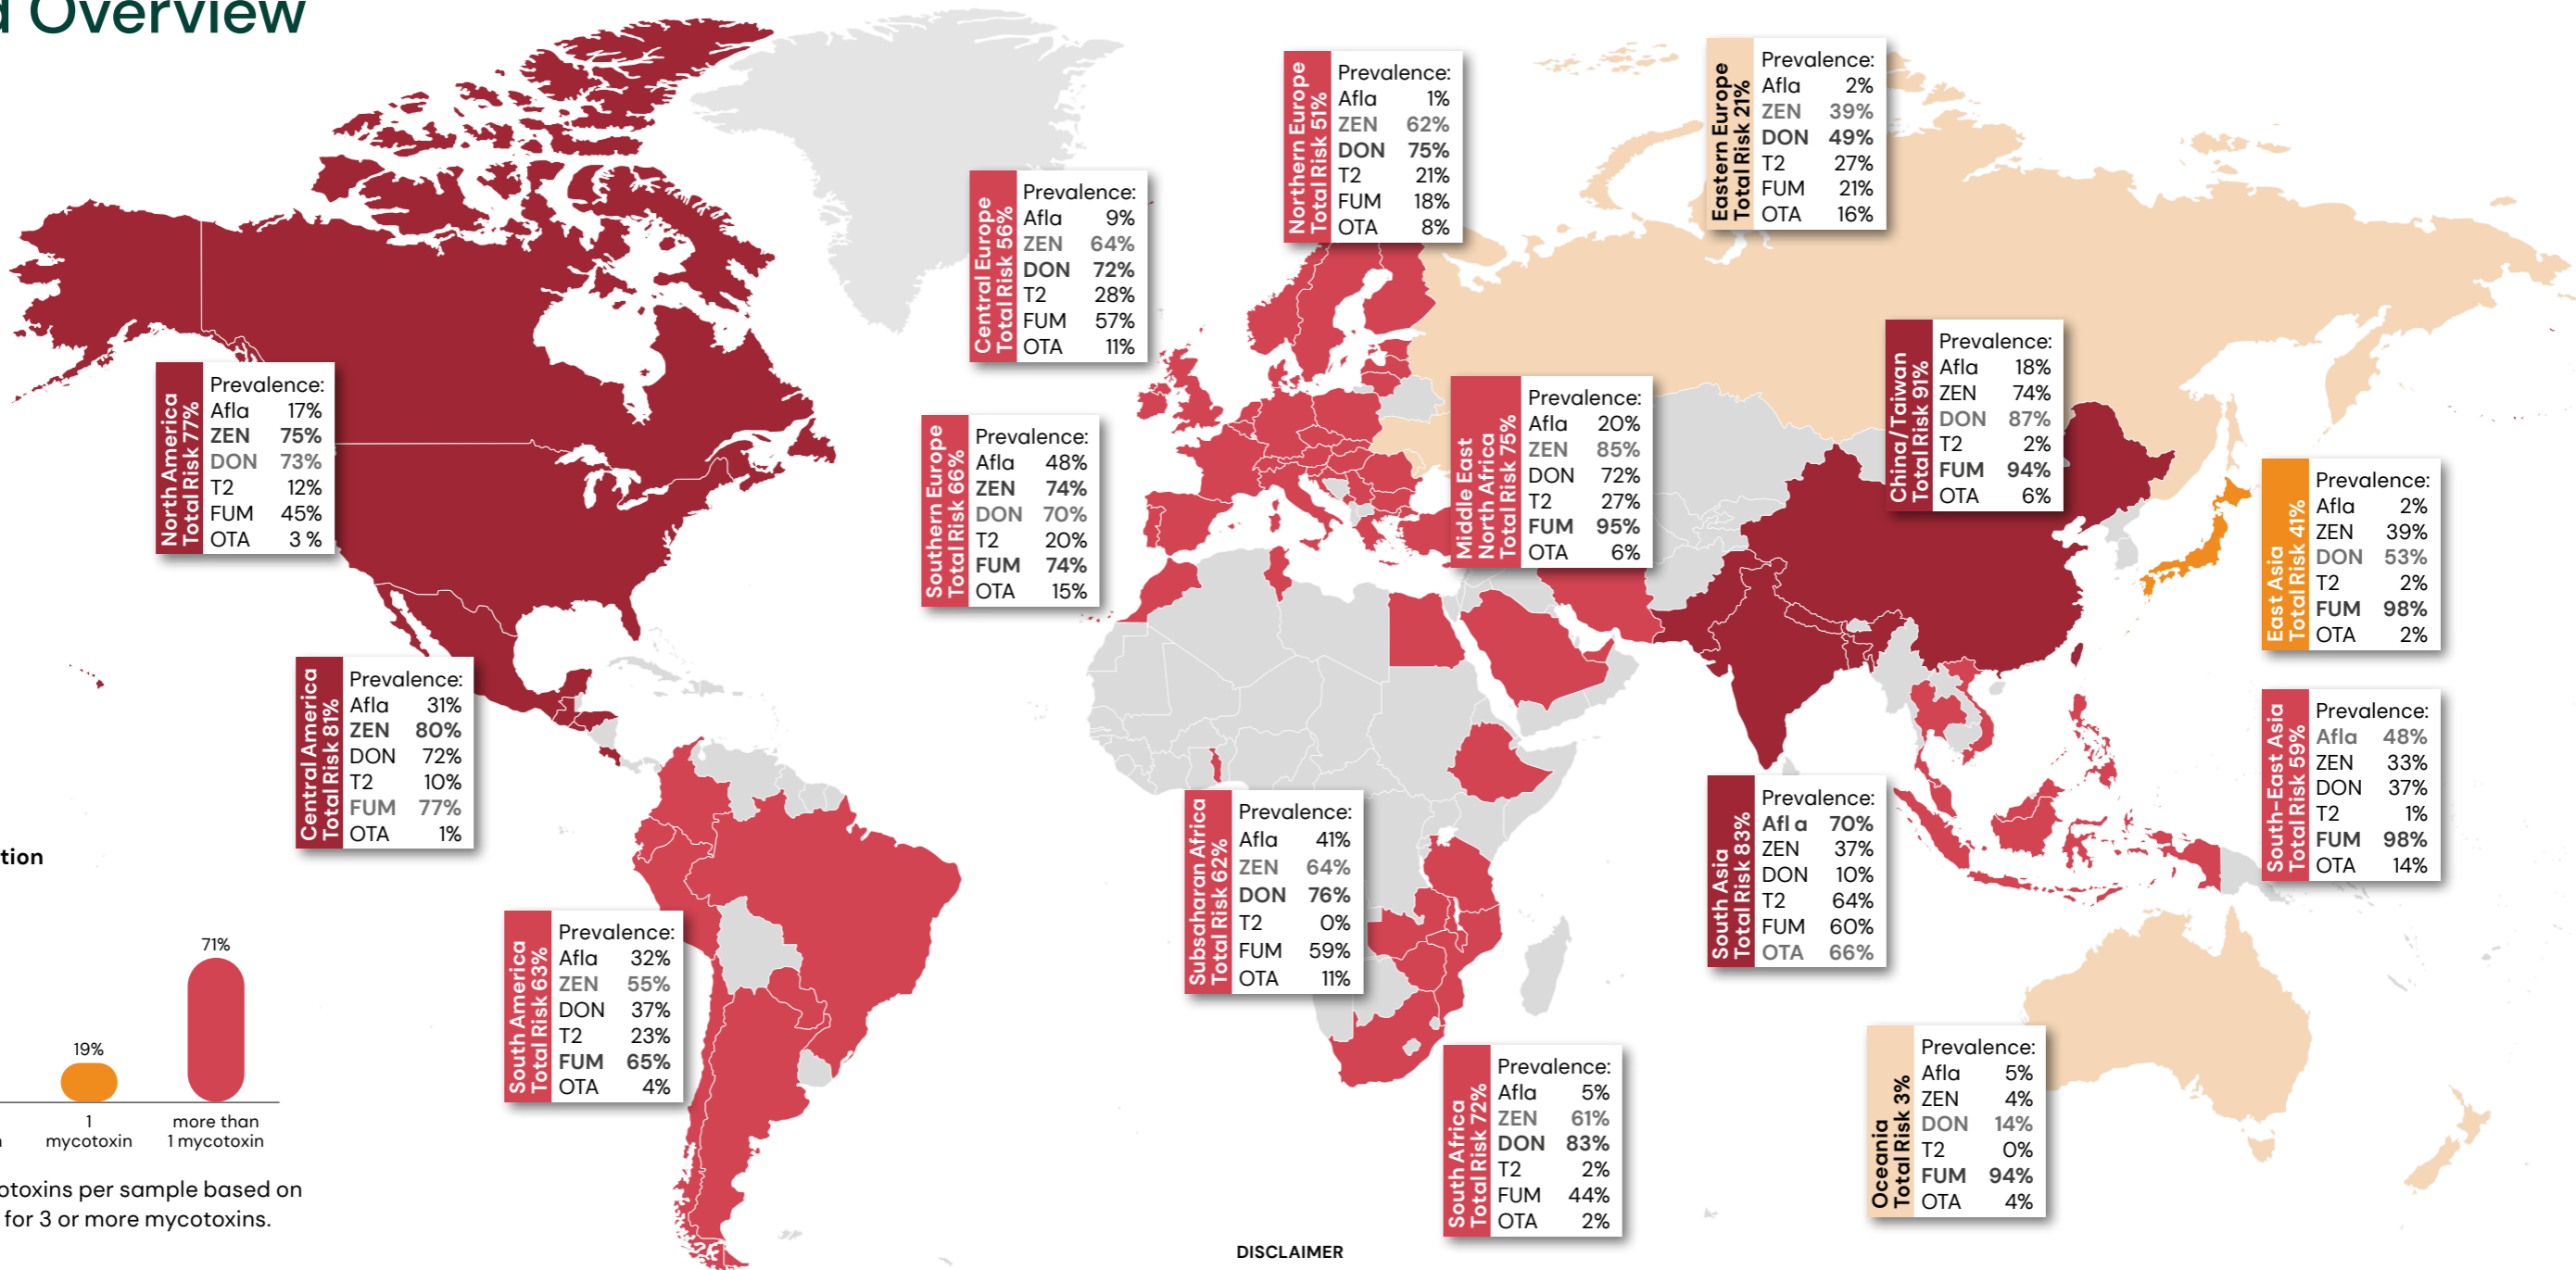 Overview
Northern Europe
Total Risk 51%
Prevalence:
Afla 1%
ZEN 62%
DON 75%
T2 21%
FUM 18%
OTA 8%
Eastern Europe
Total Risk 21%
Prevalence:
Afla 2%
ZEN 39%
DON 49%
T2 27%
FUM 21%
OTA 16%
Central Europe
Total Risk 56%
Prevalence:
Afla 9%
ZEN 64%
DON 72%
T2 28%
FUM 57%
OTA 11%
China/Taiwan
Total Risk 91%
Prevalence:
Afla 18%
ZEN 74%
DON 87%
T2 2%
FUM 94%
OTA 6%
North America
Total Risk 77%
Prevalence:
Afla 17%
ZEN 75%
DON 73%
T2 12%
FUM 45%
OTA 3 %
Southern Europe
Total Risk 66%
Prevalence:
Afla 48%
ZEN 74%
DON 70%
T2 20%
FUM 74%
OTA 15%
Middle East
North Africa
Total Risk 75%
Prevalence:
Afla 20%
ZEN 85%
DON 72%
T2 27%
FUM 95%
OTA 6%
East Asia
Total Risk 41%
Prevalence:
Afla 2%
ZEN 39%
DON 53%
T2 2%
FUM 98%
OTA 2%
Central America
Total Risk 81%
Prevalence:
Afla 31%
ZEN 80%
DON 72%
T2 10%
FUM 77%
OTA 1%
South-East Asia
Total Risk 59%
Prevalence:
Afla 48%
ZEN 33%
DON 37%
T2 1%
FUM 98%
OTA 14%
Subsaharan Africa
Total Risk 62%
Prevalence:
Afla 41%
ZEN 64%
DON 76%
T2 0%
FUM 59%
OTA 11%
South Asia
Total Risk 83%
Prevalence:
Afl a 70%
ZEN 37%
DON 10%
T2 64%
FUM 60%
OTA 66%
South America
Total Risk 63%
Prevalence:
Afla 32%
ZEN 55%
DON 37%
T2 23%
FUM 65%
OTA 4%
South Africa
Total Risk 72%
Prevalence:
Afla 5%
ZEN 61%
DON 83%
T2 2%
FUM 44%
OTA 2%
Oceania
Total Risk 3%
Prevalence:
Afla 5%
ZEN 4%
DON 14%
T2 0%
FUM 94%
OTA 4%
tion
71%
19%
1
mycotoxin
more than
1 mycotoxin
otoxins per sample based on
for 3 or more mycotoxins.
DISCLAIMER